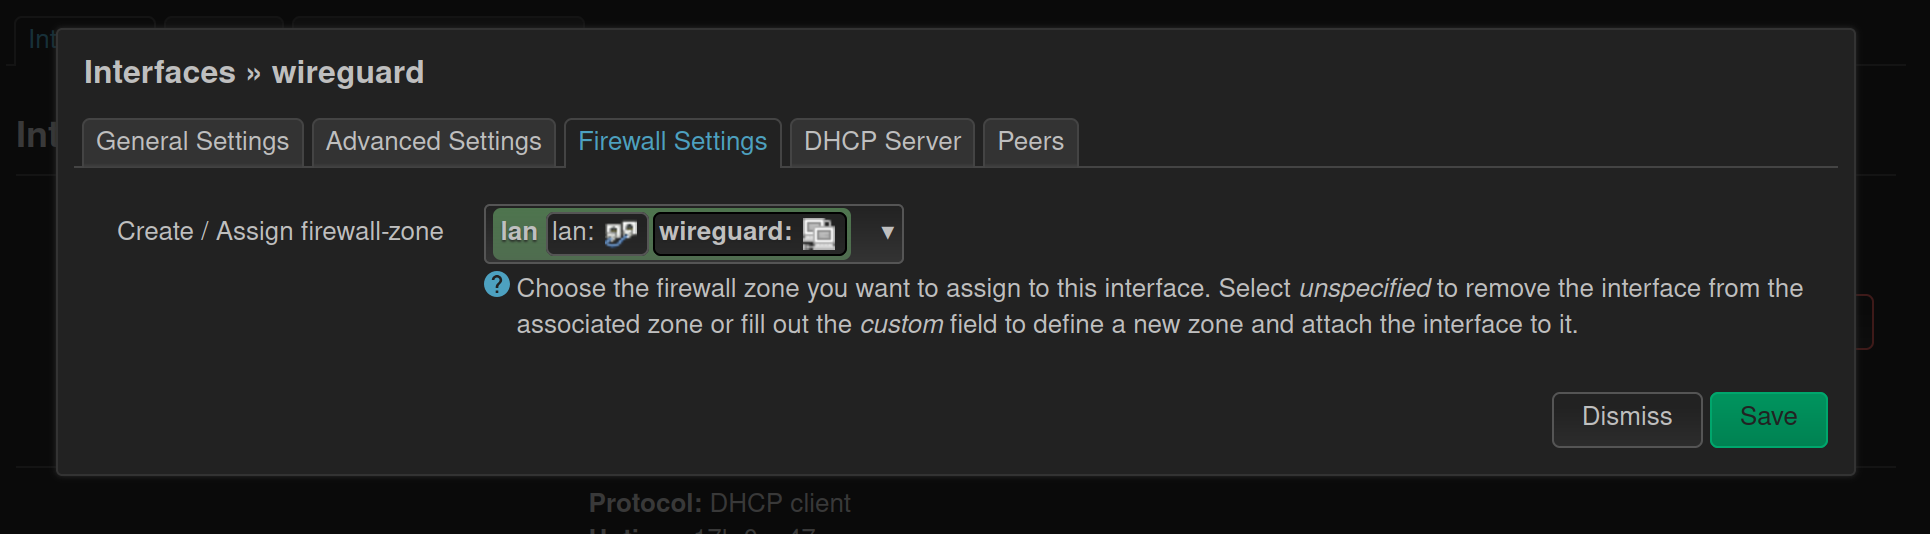 Interfaces » wireguard
General Settings Advanced Settings Firewall Settings DHCP Server Peers
Create / Assign firewall-zone lan lan: wireguard: ▼
? Choose the firewall zone you want to assign to this interface. Select unspecified to remove the interface from the
associated zone or fill out the custom field to define a new zone and attach the interface to it.
Dismiss Save
Protocol: DHCP client